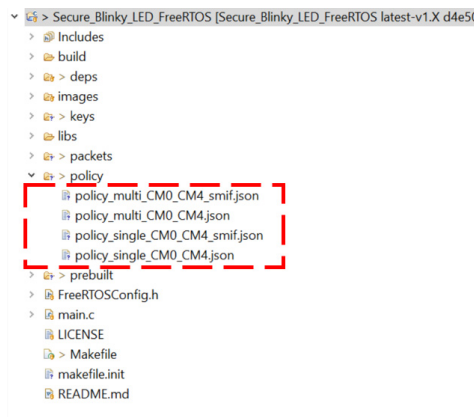 > Secure_Blinky_LED_FreeRTOS [Secure_Blinky_LED_FreeRTOS latest-v1.X d4e50
> Includes
> build
> > deps
> images
> > keys
> libs
> > packets
> policy
policy_multi_CM0_CM4_smif.json
policy_multi_CM0_CM4.json
policy_single_CM0_CM4_smif.json
policy_single_CM0_CM4.json
> > prebuilt
> FreeRTOSConfig.h
> main.c
LICENSE
> Makefile
makefile.init
README.md